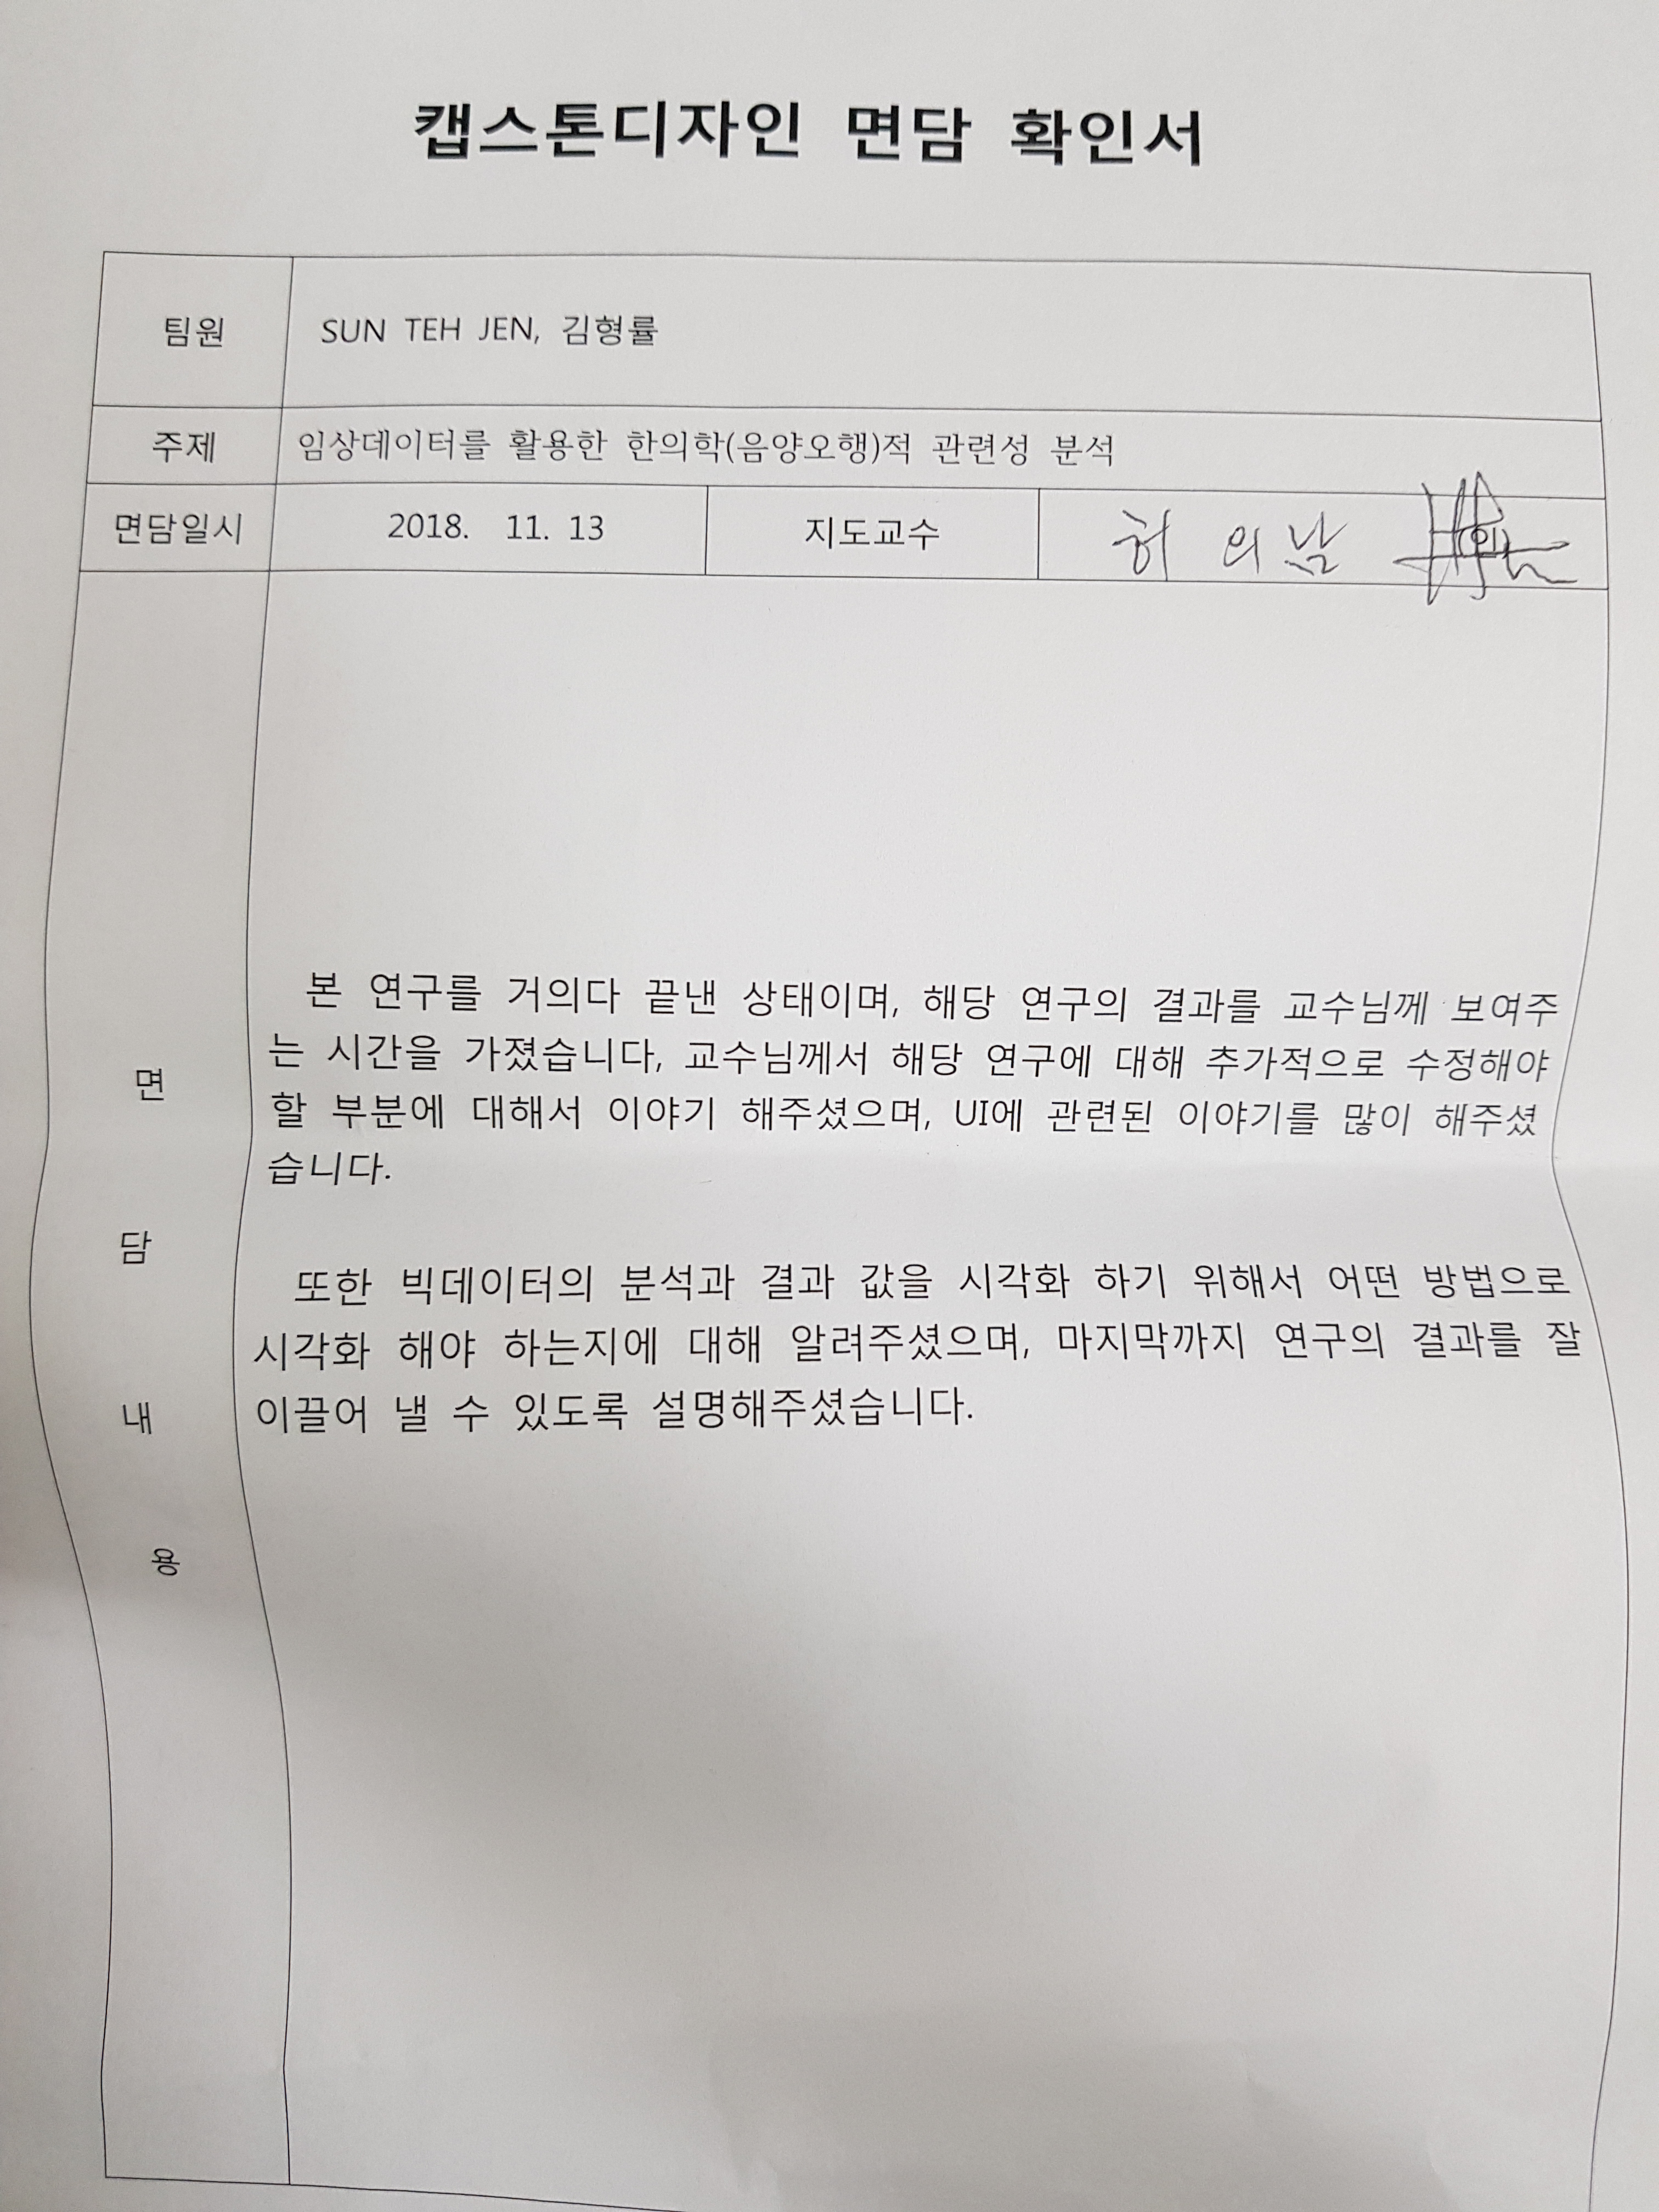 캡스톤디자인 면담 확인서
팀원 SUN TEH JEN, 김형률
주제 임상데이터를 활용한 한의학(음양오행)적 관련성 분석
면담일시 2018. 11. 13 지도교수 허 의 남 (인)
면 담 내 용
본 연구를 거의다 끝낸 상태이며, 해당 연구의 결과를 교수님께 보여주
는 시간을 가졌습니다, 교수님께서 해당 연구에 대해 추가적으로 수정해야
할 부분에 대해서 이야기 해주셨으며, UI에 관련된 이야기를 많이 해주셨
습니다.
또한 빅데이터의 분석과 결과 값을 시각화 하기 위해서 어떤 방법으로
시각화 해야 하는지에 대해 알려주셨으며, 마지막까지 연구의 결과를 잘
이끌어 낼 수 있도록 설명해주셨습니다.